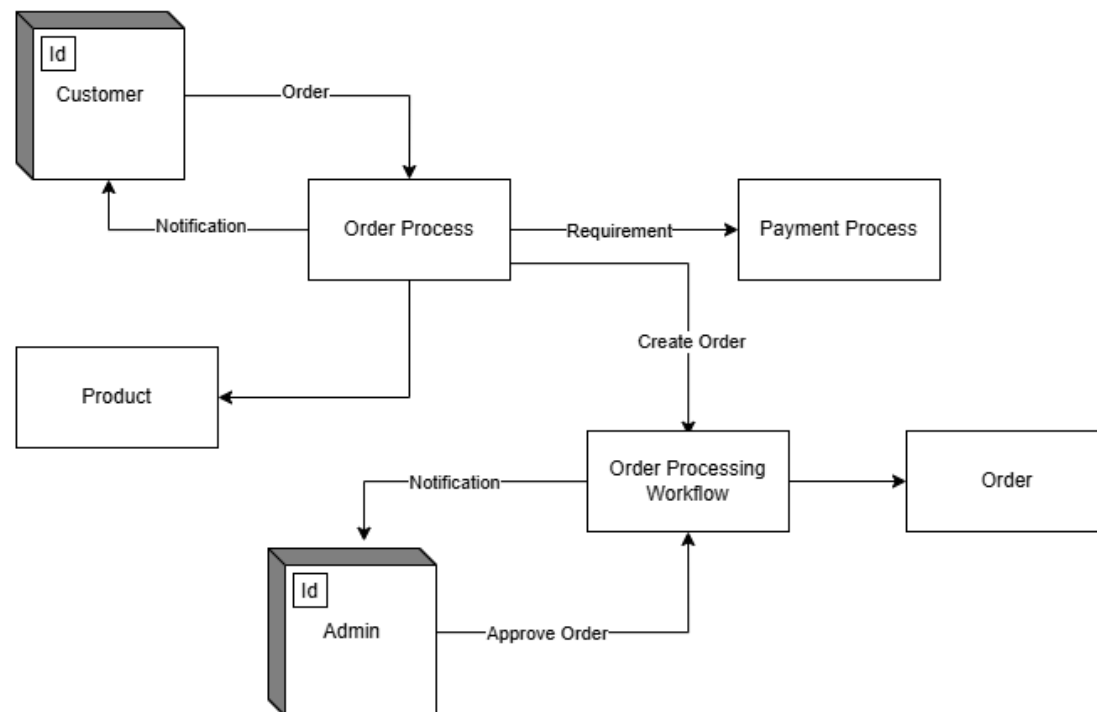 Id
Customer
Order
Notification
Order Process
Requirement
Payment Process
Create Order
Product
Order Processing
Workflow
Order
Notification
Id
Admin
Approve Order